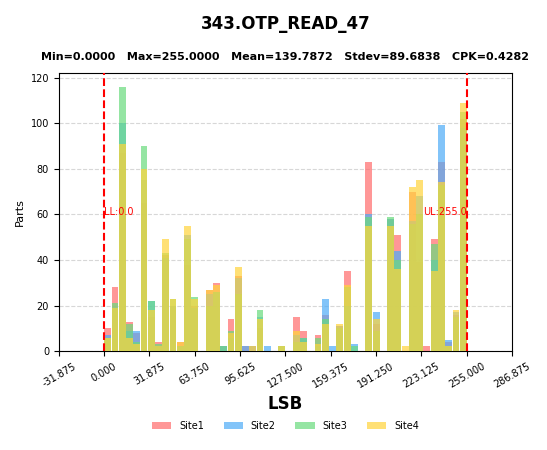 343.OTP_READ_47
Min=0.0000 Max=255.0000 Mean=139.7872 Stdev=89.6838 CPK=0.4282
120
100
80
60
40
20
0
Parts
LL:0.0
UL:255.0
-31.875 0.000 31.875 63.750 95.625 127.500 159.375 191.250 223.125 255.000 286.875
LSB
Site1 Site2 Site3 Site4